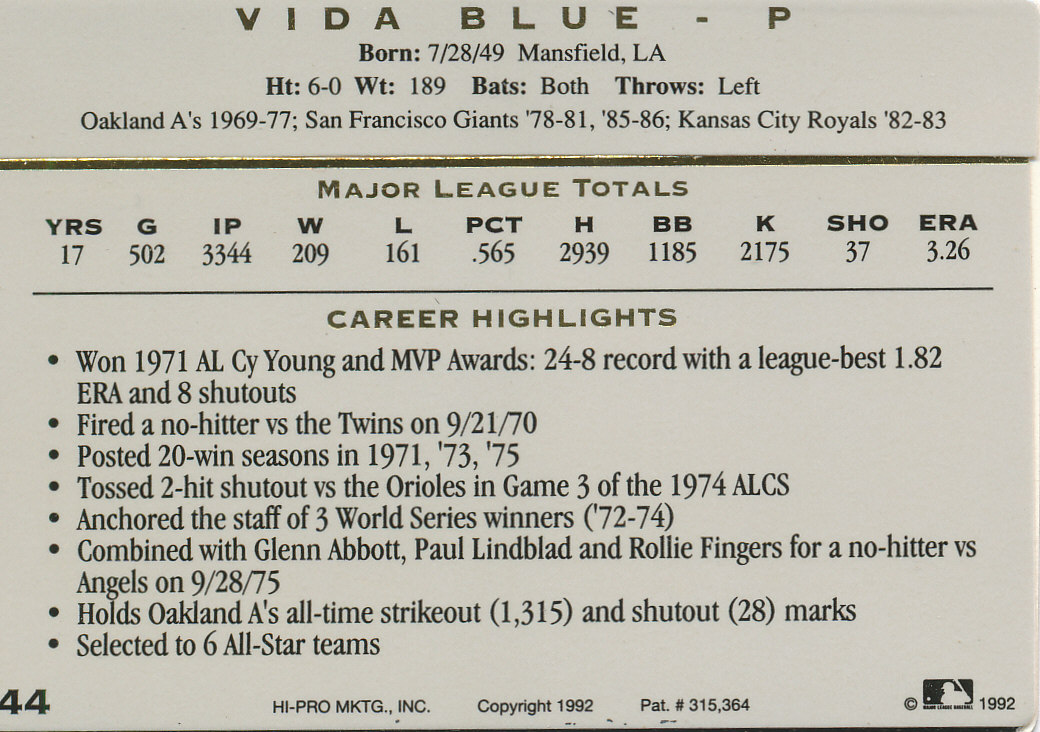 VIDA BLUE - P
Born: 7/28/49 Mansfield, LA
Ht: 6-0 Wt: 189 Bats: Both Throws: Left
Oakland A's 1969-77; San Francisco Giants '78-81, '85-86; Kansas City Royals '82-83
MAJOR LEAGUE TOTALS
YRS G IP W L PCT H BB K SHO ERA
17 502 3344 209 161 .565 2939 1185 2175 37 3.26
CAREER HIGHLIGHTS
• Won 1971 AL Cy Young and MVP Awards: 24-8 record with a league-best 1.82
ERA and 8 shutouts
• Fired a no-hitter vs the Twins on 9/21/70
• Posted 20-win seasons in 1971, '73, '75
• Tossed 2-hit shutout vs the Orioles in Game 3 of the 1974 ALCS
• Anchored the staff of 3 World Series winners ('72-74)
• Combined with Glenn Abbott, Paul Lindblad and Rollie Fingers for a no-hitter vs
Angels on 9/28/75
• Holds Oakland A's all-time strikeout (1,315) and shutout (28) marks
• Selected to 6 All-Star teams
44 HI-PRO MKTG., INC. Copyright 1992 Pat. # 315,364 © MAJOR LEAGUE BASEBALL 1992